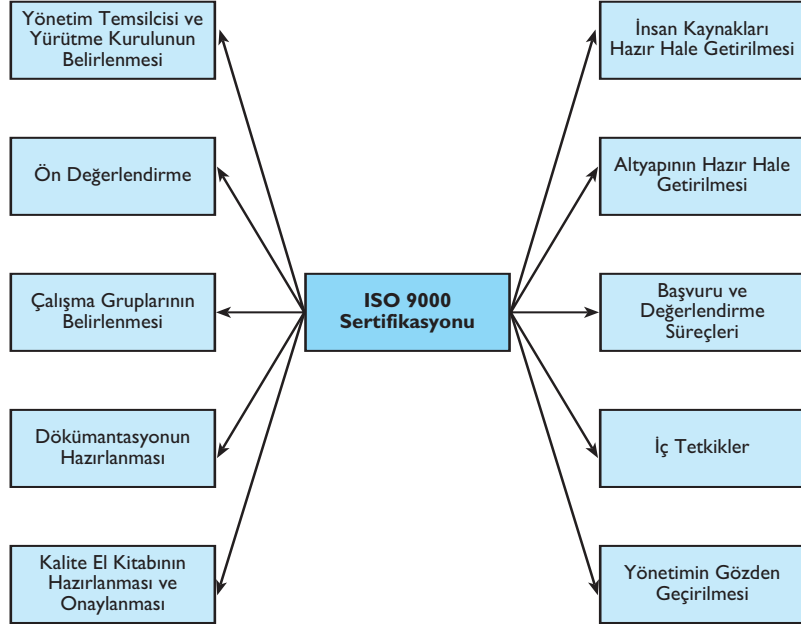 Yönetim Temsilcisi ve
Yürütme Kurulunun
Belirlenmesi
Ön Değerlendirme
Çalışma Gruplarının
Belirlenmesi
Dökümantasyonun
Hazırlanması
Kalite El Kitabının
Hazırlanması ve
Onaylanması
ISO 9000
Sertifikasyonu
İnsan Kaynakları
Hazır Hale Getirilmesi
Altyapının Hazır Hale
Getirilmesi
Başvuru ve
Değerlendirme
Süreçleri
İç Tetkikler
Yönetimin Gözden
Geçirilmesi